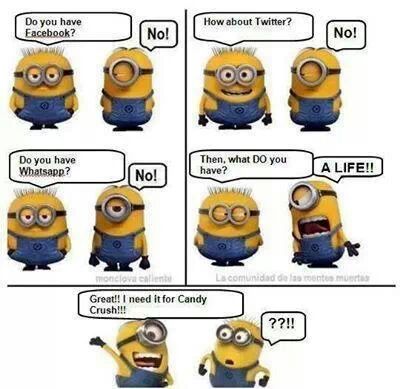 Do you have
Facebook?
No!
How about Twitter?
No!
Do you have
Whatsapp?
No!
Then, what DO you
have?
A LIFE!!
monclova caliente
La comunidad de las mentes muertas
Great!! I need it for Candy
Crush!!!
??!!